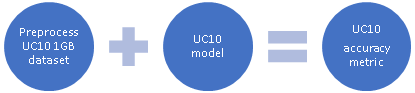 Preprocess
UC10 1GB
dataset
UC10
model
UC10
accuracy
metric